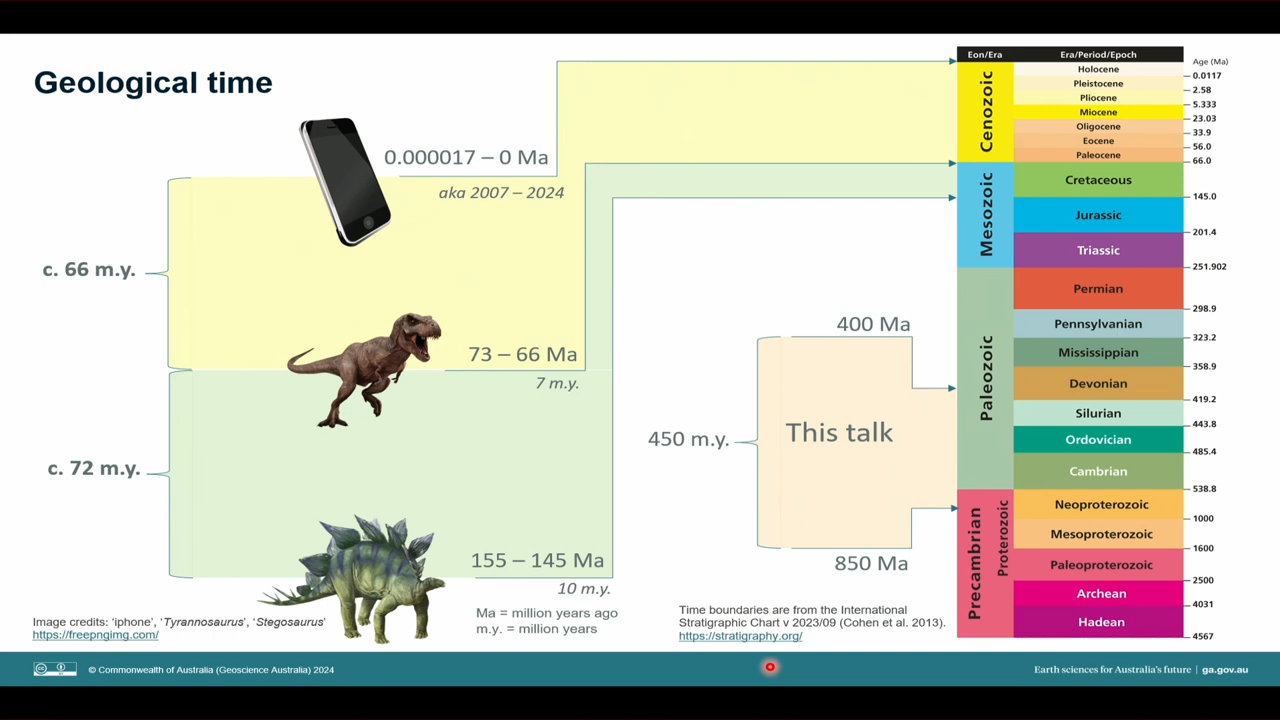 Geological time
0.000017 – 0 Ma
aka 2007 – 2024
c. 66 m.y.
73 – 66 Ma
7 m.y.
c. 72 m.y.
155 – 145 Ma
10 m.y.
Ma = million years ago
m.y. = million years
Image credits: ‘iphone’, ‘Tyrannosaurus’, ‘Stegosaurus’
https://freepngimg.com/
400 Ma
450 m.y.
This talk
850 Ma
Time boundaries are from the International
Stratigraphic Chart v 2023/09 (Cohen et al. 2013).
https://stratigraphy.org/
Eon/Era
Era/Period/Epoch
Age (Ma)
Cenozoic
Holocene
0.0117
Pleistocene
2.58
Pliocene
5.333
Miocene
23.03
Oligocene
33.9
Eocene
56.0
Paleocene
66.0
Mesozoic
Cretaceous
145.0
Jurassic
201.4
Triassic
251.902
Paleozoic
Permian
298.9
Pennsylvanian
323.2
Mississippian
358.9
Devonian
419.2
Silurian
443.8
Ordovician
485.4
Cambrian
538.8
Precambrian
Proterozoic
Neoproterozoic
1000
Mesoproterozoic
1600
Paleoproterozoic
2500
Archean
4031
Hadean
4567
© Commonwealth of Australia (Geoscience Australia) 2024
Earth sciences for Australia’s future | ga.gov.au